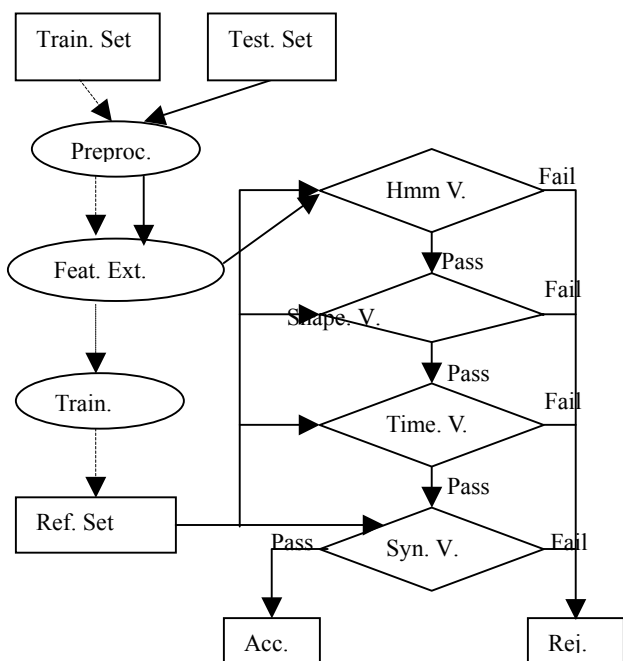 Train. Set
Test. Set
Preproc.
Hmm V.
Fail
Feat. Ext.
Pass
Shape. V.
Fail
Pass
Train.
Time. V.
Fail
Pass
Ref. Set
Pass
Syn. V.
Fail
Acc.
Rej.